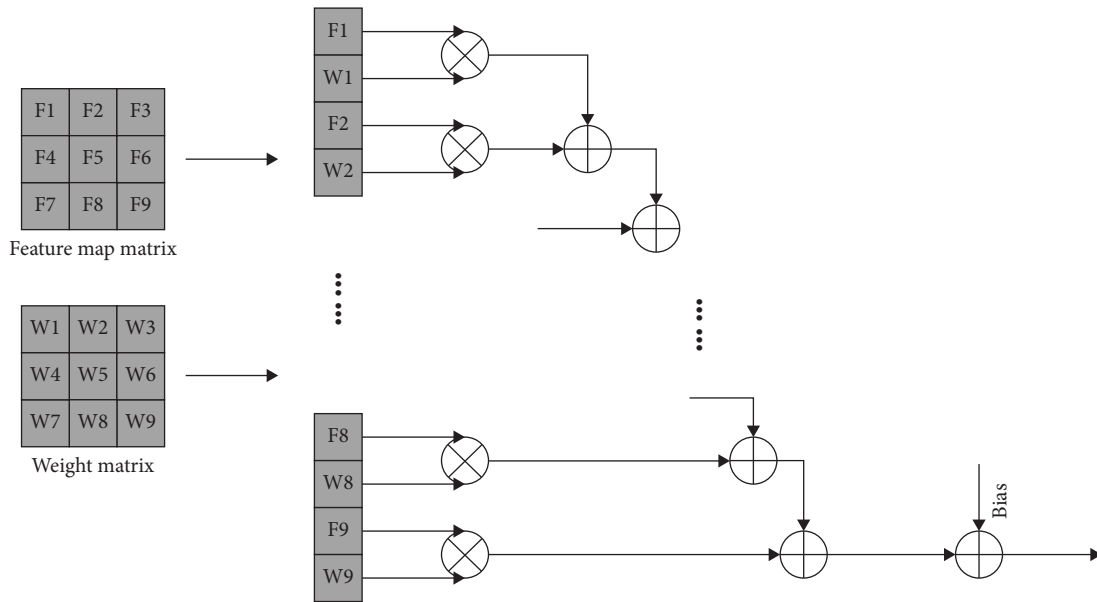 F1 F2 F3
F4 F5 F6
F7 F8 F9
Feature map matrix
W1 W2 W3
W4 W5 W6
W7 W8 W9
Weight matrix
F1
W1
F2
W2
F8
W8
F9
W9
Bias